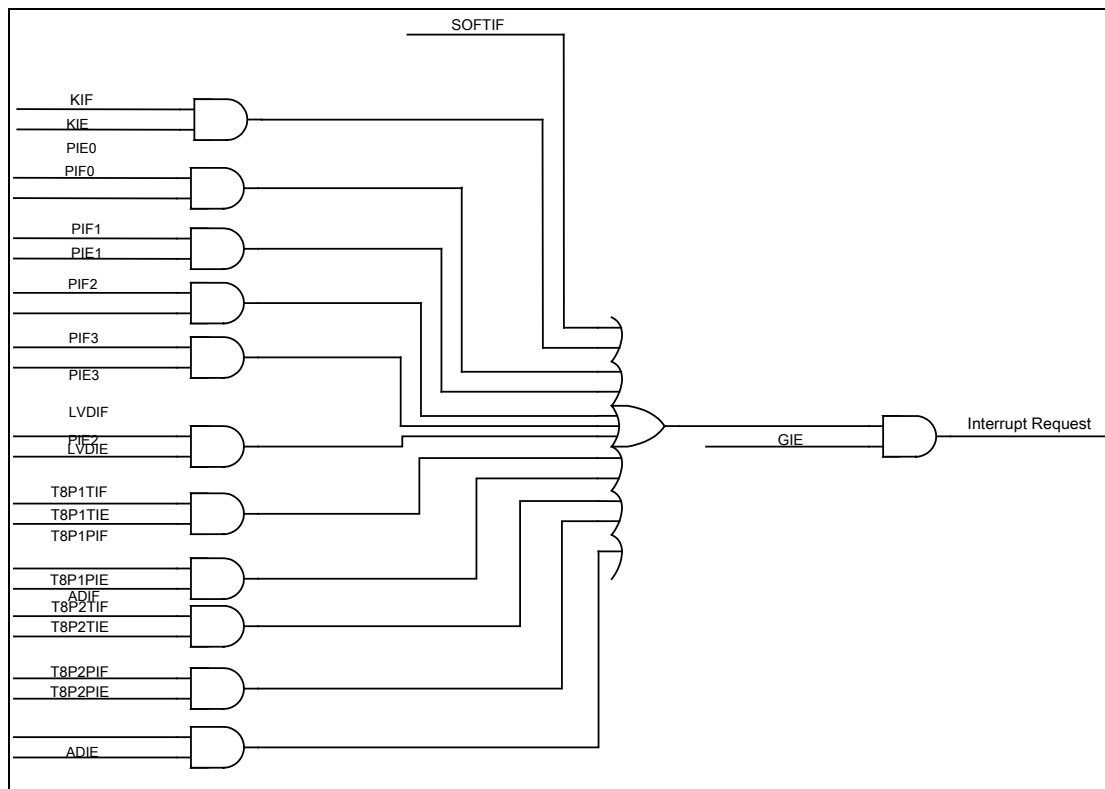 SOFTIF
KIF
KIE
PIE0
PIF0
PIF1
PIE1
PIF2
PIF3
PIE3
LVDIF
PIE2
LVDIE
GIE
Interrupt Request
T8P1TIF
T8P1TIE
T8P1PIF
T8P1PIE
ADIF
T8P2TIF
T8P2TIE
T8P2PIF
T8P2PIE
ADIE